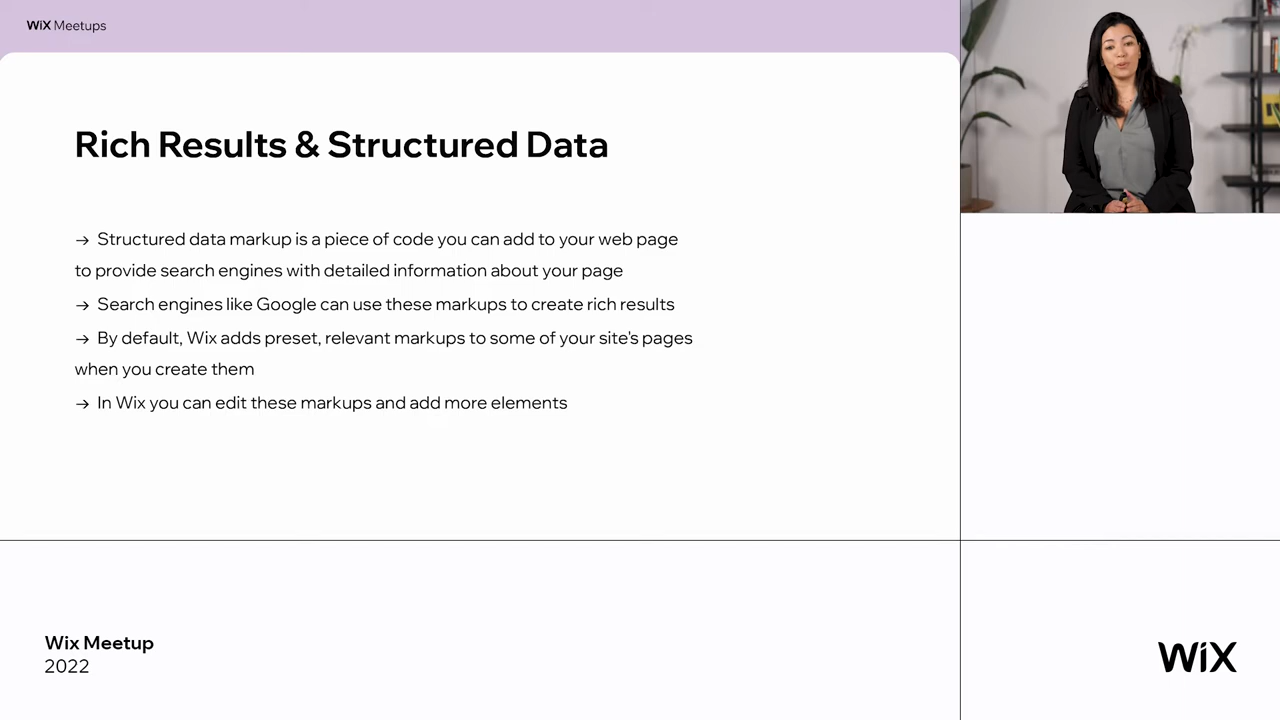 WiX Meetups
Rich Results & Structured Data
→ Structured data markup is a piece of code you can add to your web page
to provide search engines with detailed information about your page
→ Search engines like Google can use these markups to create rich results
→ By default, Wix adds preset, relevant markups to some of your site's pages
when you create them
→ In Wix you can edit these markups and add more elements
Wix Meetup
2022
WiX